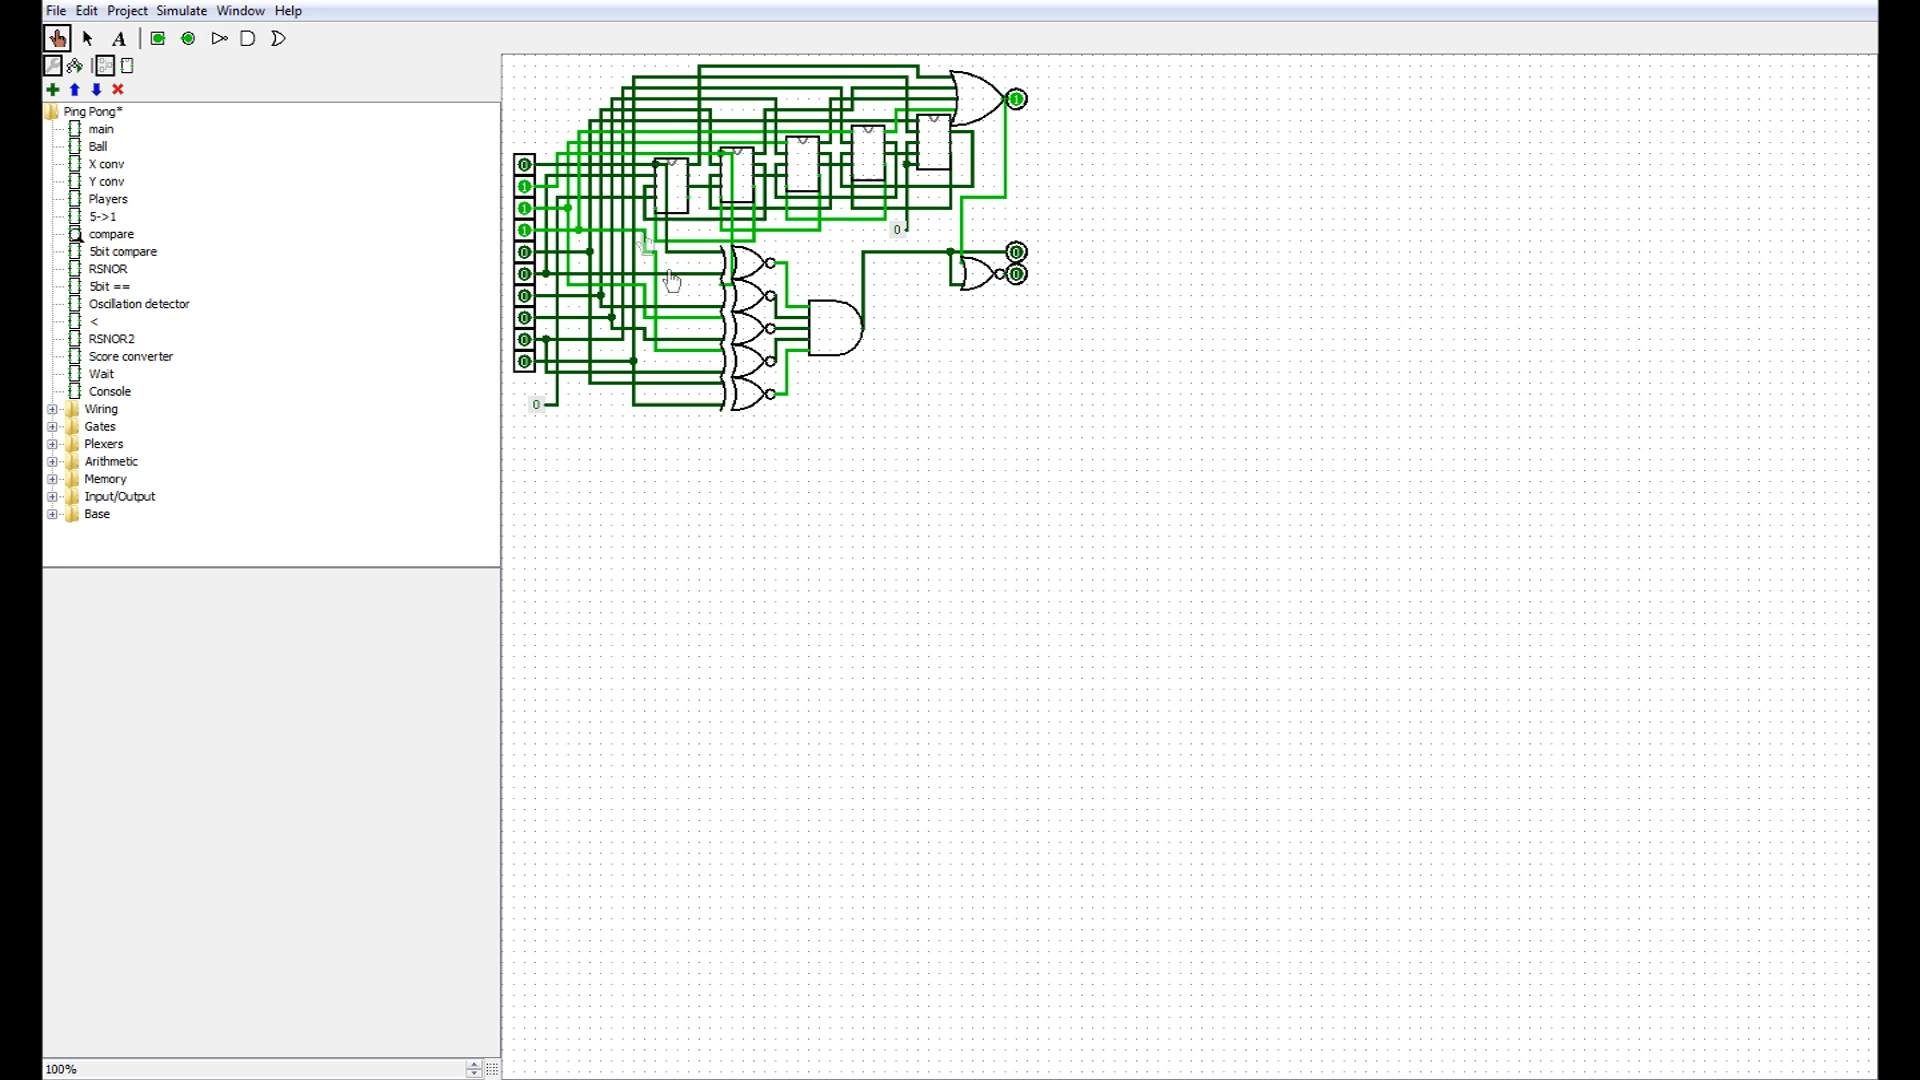 File Edit Project Simulate Window Help
A
Ping Pong*
main
Ball
X conv
Y conv
Players
5->1
compare
5bit compare
RSNOR
5bit ==
Oscillation detector
<
RSNOR2
Score converter
Wait
Console
Wiring
Gates
Plexers
Arithmetic
Memory
Input/Output
Base
100%
1
0
1
1
1
0
0
0
0
0
0
0
0
0
0